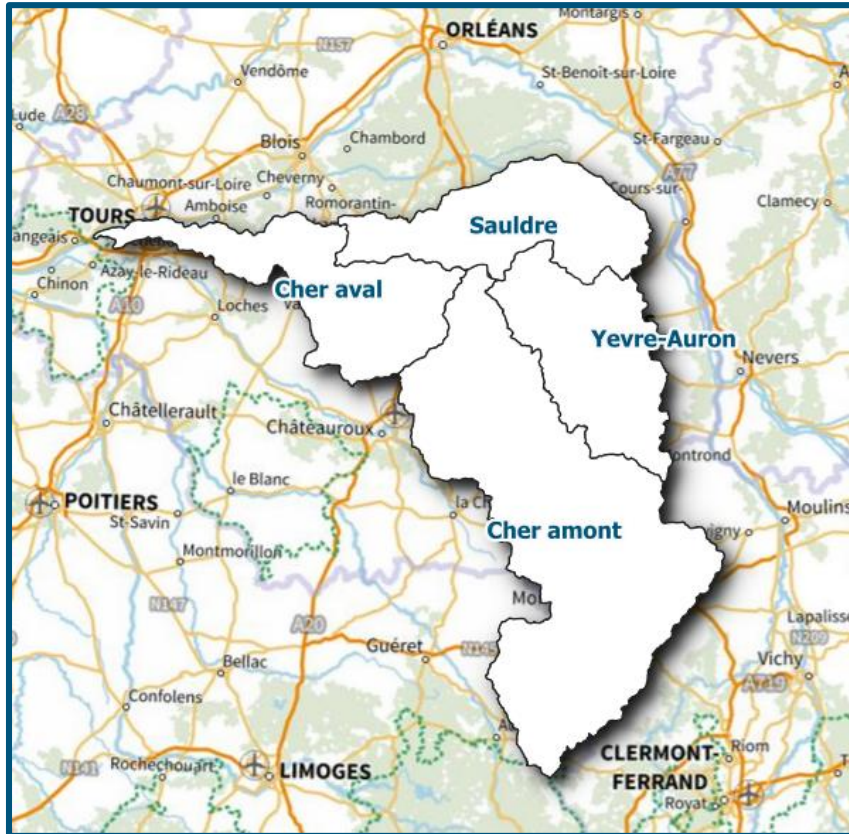 Montargis
ORLÉANS
N157
Vendôme
St-Benoît-sur-Loire
Lude
A28
Blois
Chambord
St-Fargeau
A77
Chaumont-sur-Loire
Cheverny
Cours-sur-
Amboise
Romorantin-
Clamecy
TOURS
Sauldre
Azay-le-Rideau
Chinon
Cher aval
A10
Loches
Yevre-Auron
Nevers
Châtellerault
Châteauroux
le Blanc
POITIERS
St-Savin
Moulins
Cher amont
Montmorillon
N147
A20
Lapalisse
Guéret
N145
N209
Bellac
Vichy
A719
Confolens
CLERMONT-
FERRAND
Riom
N141
Rochechouart
LIMOGES
Royat